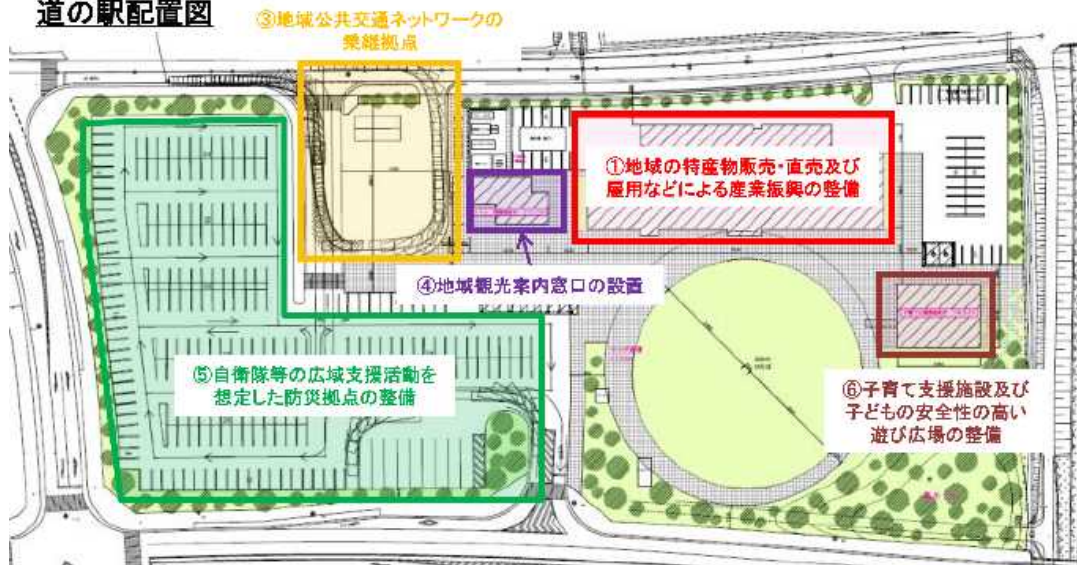 道の駅配置図
③地域公共交通ネットワークの
乗継拠点
①地域の特産物販売・直売及び
雇用などによる産業振興の整備
④地域観光案内窓口の設置
⑤自衛隊等の広域支援活動を
想定した防災拠点の整備
⑥子育て支援施設及び
子どもの安全性の高い
遊び広場の整備